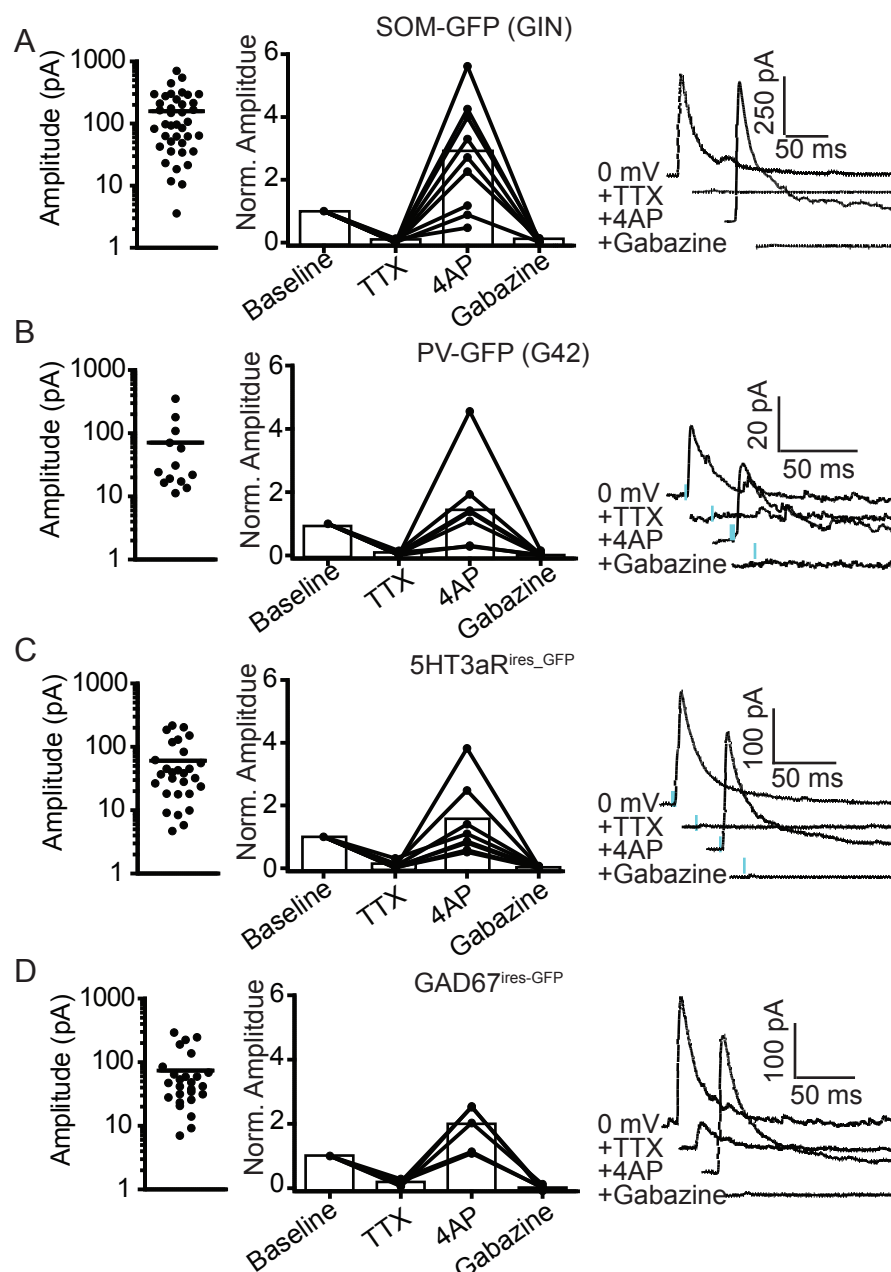 A
SOM-GFP (GIN)
Amplitude (pA)
1000
100
10
1
Norm. Amplitdue
6
4
2
0
Baseline
TTX
4AP
Gabazine
250 pA
50 ms
0 mV
+TTX
+4AP
+Gabazine
B
PV-GFP (G42)
Amplitude (pA)
1000
100
10
1
Norm. Amplitdue
6
4
2
0
Baseline
TTX
4AP
Gabazine
20 pA
50 ms
0 mV
+TTX
+4AP
+Gabazine
C
5HT3aRires_GFP
Amplitude (pA)
1000
100
10
1
Norm. Amplitdue
6
4
2
0
Baseline
TTX
4AP
Gabazine
100 pA
50 ms
0 mV
+TTX
+4AP
+Gabazine
D
GAD67ires-GFP
Amplitude (pA)
1000
100
10
1
Norm. Amplitdue
6
4
2
0
Baseline
TTX
4AP
Gabazine
100 pA
50 ms
0 mV
+TTX
+4AP
+Gabazine